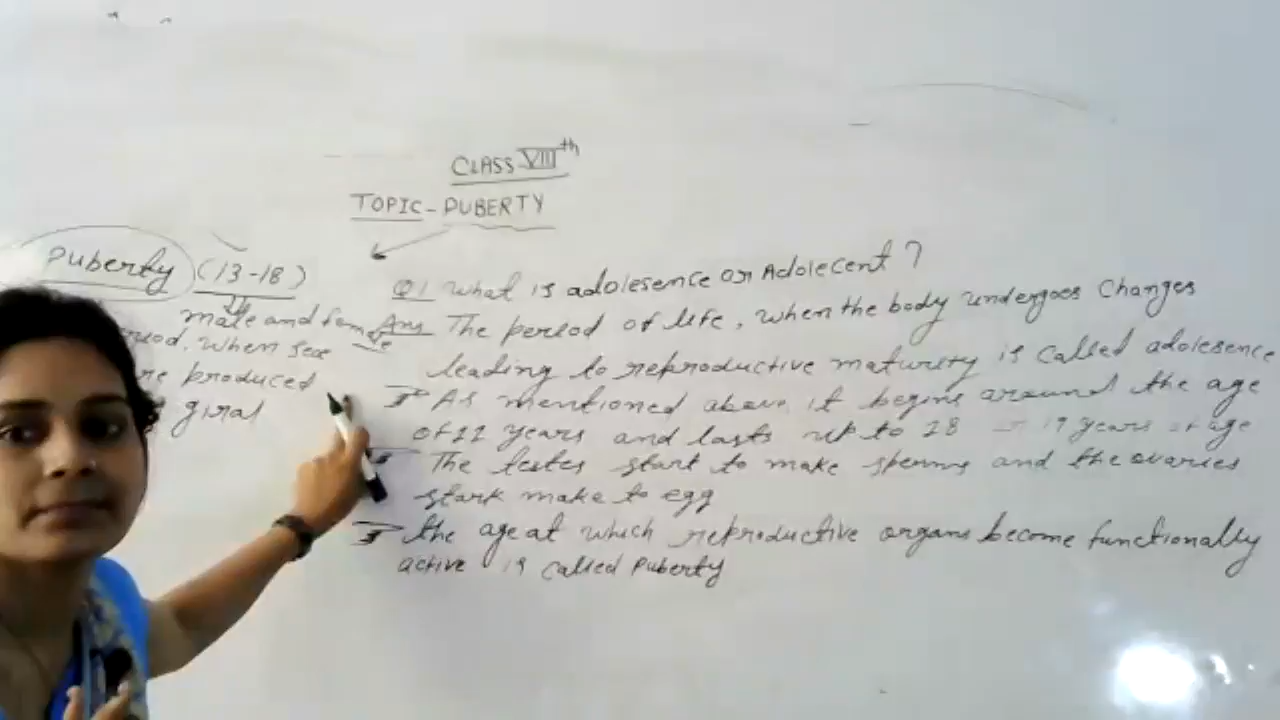 CLASS VIII th
TOPIC - PUBERTY
Puberty (13-18)
male and female
when sex
produced
giral
Q1 What is adolesence or Adolecent ?
Ans The period of life, when the body undergoes Changes
leading to reproductive maturity is called adolesence
As mentioned above it begins around the age
of 11 years and lasts up to 18 19 years of age
The testes start to make sperms and the ovaries
start make to egg
the age at which reproductive organs become functionally
active is called Puberty